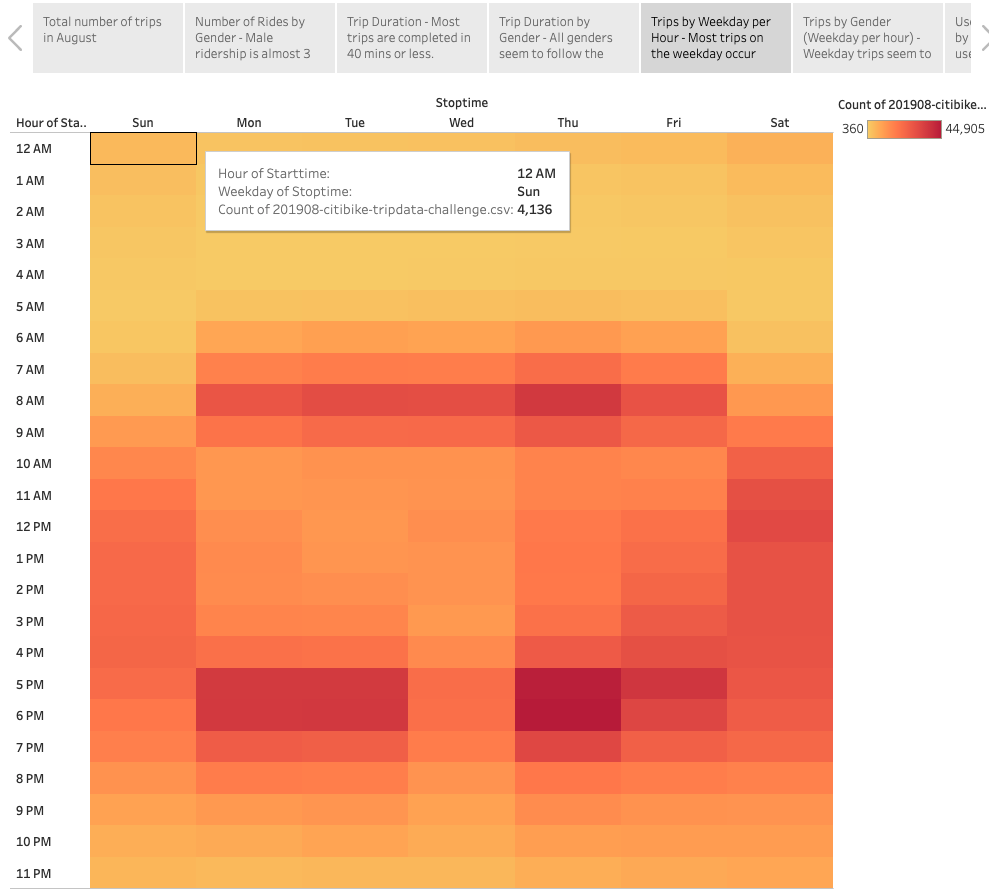 Total number of trips
in August
Number of Rides by
Gender - Male
ridership is almost 3
Trip Duration - Most
trips are completed in
40 mins or less.
Trip Duration by
Gender - All genders
seem to follow the
Trips by Weekday per
Hour - Most trips on
the weekday occur
Trips by Gender
(Weekday per hour) -
Weekday trips seem to
by
Stoptime
Hour of Sta.. Sun Mon Tue Wed Thu Fri Sat
Count of 201908-citibike...
360 44,905
12 AM
1 AM
2 AM
3 AM
4 AM
5 AM
6 AM
7 AM
8 AM
9 AM
10 AM
11 AM
12 PM
1 PM
2 PM
3 PM
4 PM
5 PM
6 PM
7 PM
8 PM
9 PM
10 PM
11 PM
Hour of Starttime: 12 AM
Weekday of Stoptime: Sun
Count of 201908-citibike-tripdata-challenge.csv: 4,136